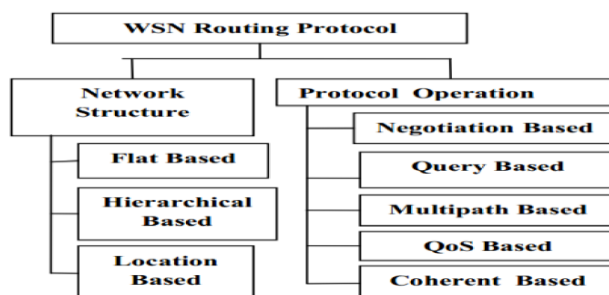 WSN Routing Protocol
Network
Structure
Flat Based
Hierarchical
Based
Location
Based
Protocol Operation
Negotiation Based
Query Based
Multipath Based
QoS Based
Coherent Based